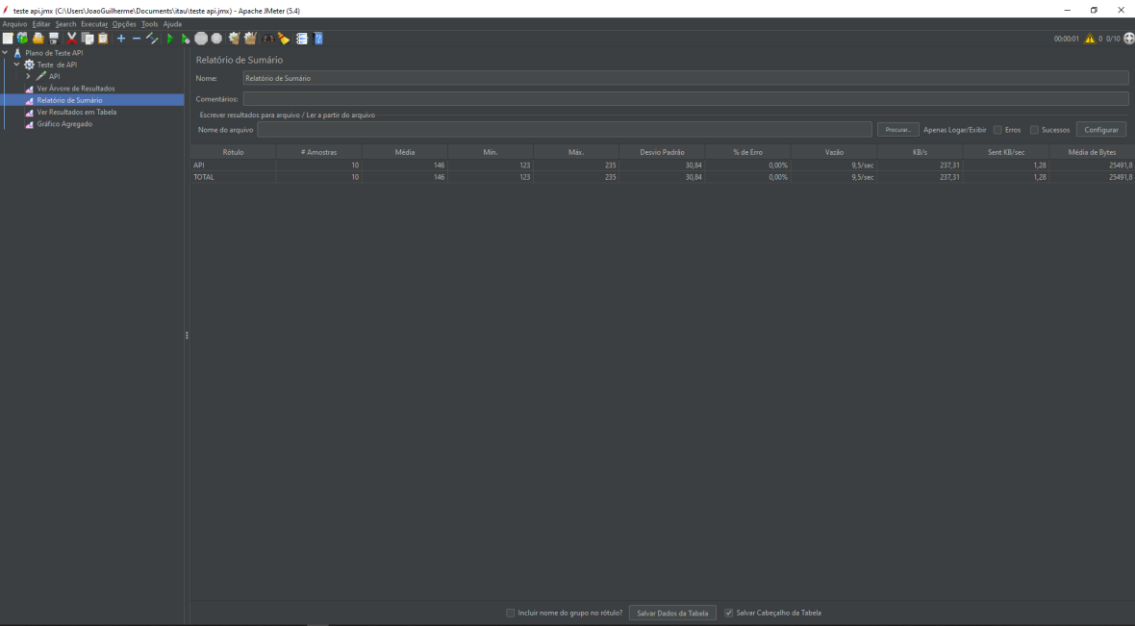 teste api.jmx (C:\Users\JoaoGuilherme\Documents\itau\teste api.jmx) - Apache JMeter (5.4)
Arquivo Editar Search Executar Opções Tools Ajuda
00:00:01 0 0/10
Plano de Teste API
Teste de API
API
Ver Árvore de Resultados
Relatório de Sumário
Ver Resultados em Tabela
Gráfico Agregado
Relatório de Sumário
Nome: Relatório de Sumário
Comentários:
Escrever resultados para arquivo / Ler a partir do arquivo
Nome do arquivo Procurar... Apenas Logar/Exibir Erros Sucessos Configurar
Rótulo # Amostras Média Mín. Máx. Desvio Padrão % de Erro Vazão KB/s Sent KB/sec Média de Bytes
API 10 146 123 235 30,84 0,00% 9,5/sec 237,31 1,28 25491,8
TOTAL 10 146 123 235 30,84 0,00% 9,5/sec 237,31 1,28 25491,8
Incluir nome do grupo no rótulo? Salvar Dados da Tabela Salvar Cabeçalho da Tabela